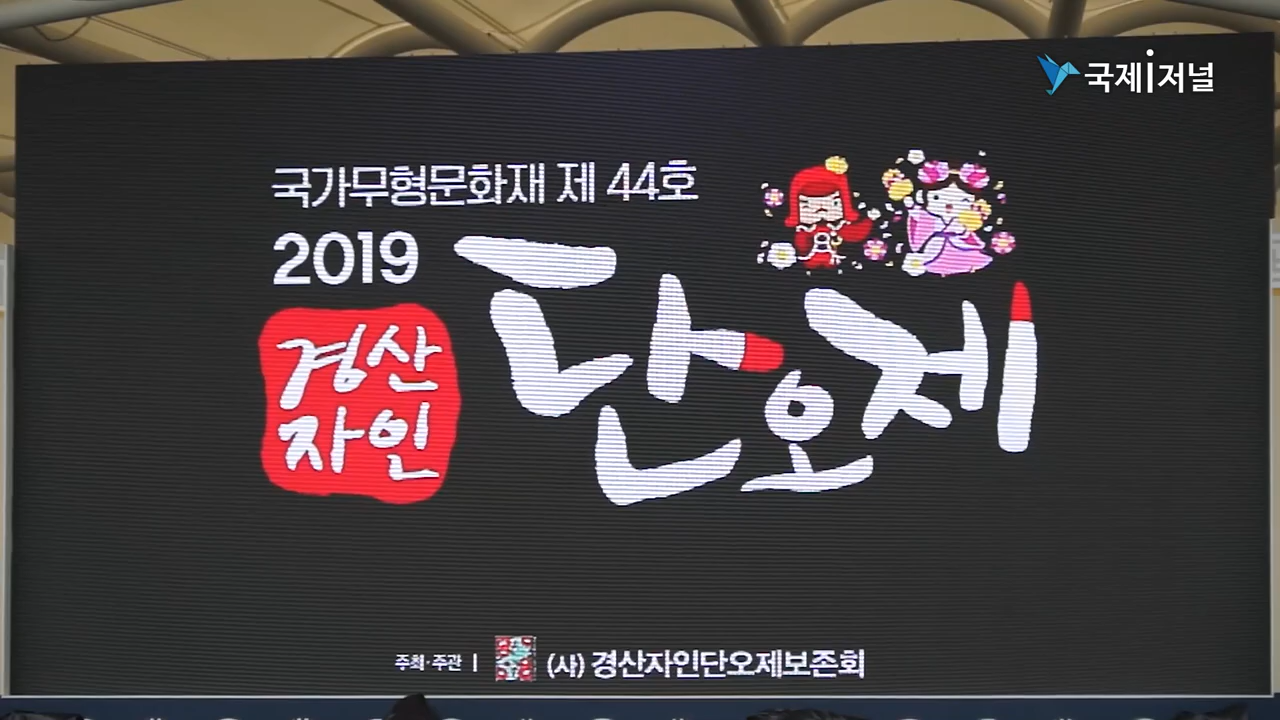 국제i저널
국가무형문화재 제 44호
2019
경산
자인
단오제
주최·주관 | (사) 경산자인단오제보존회